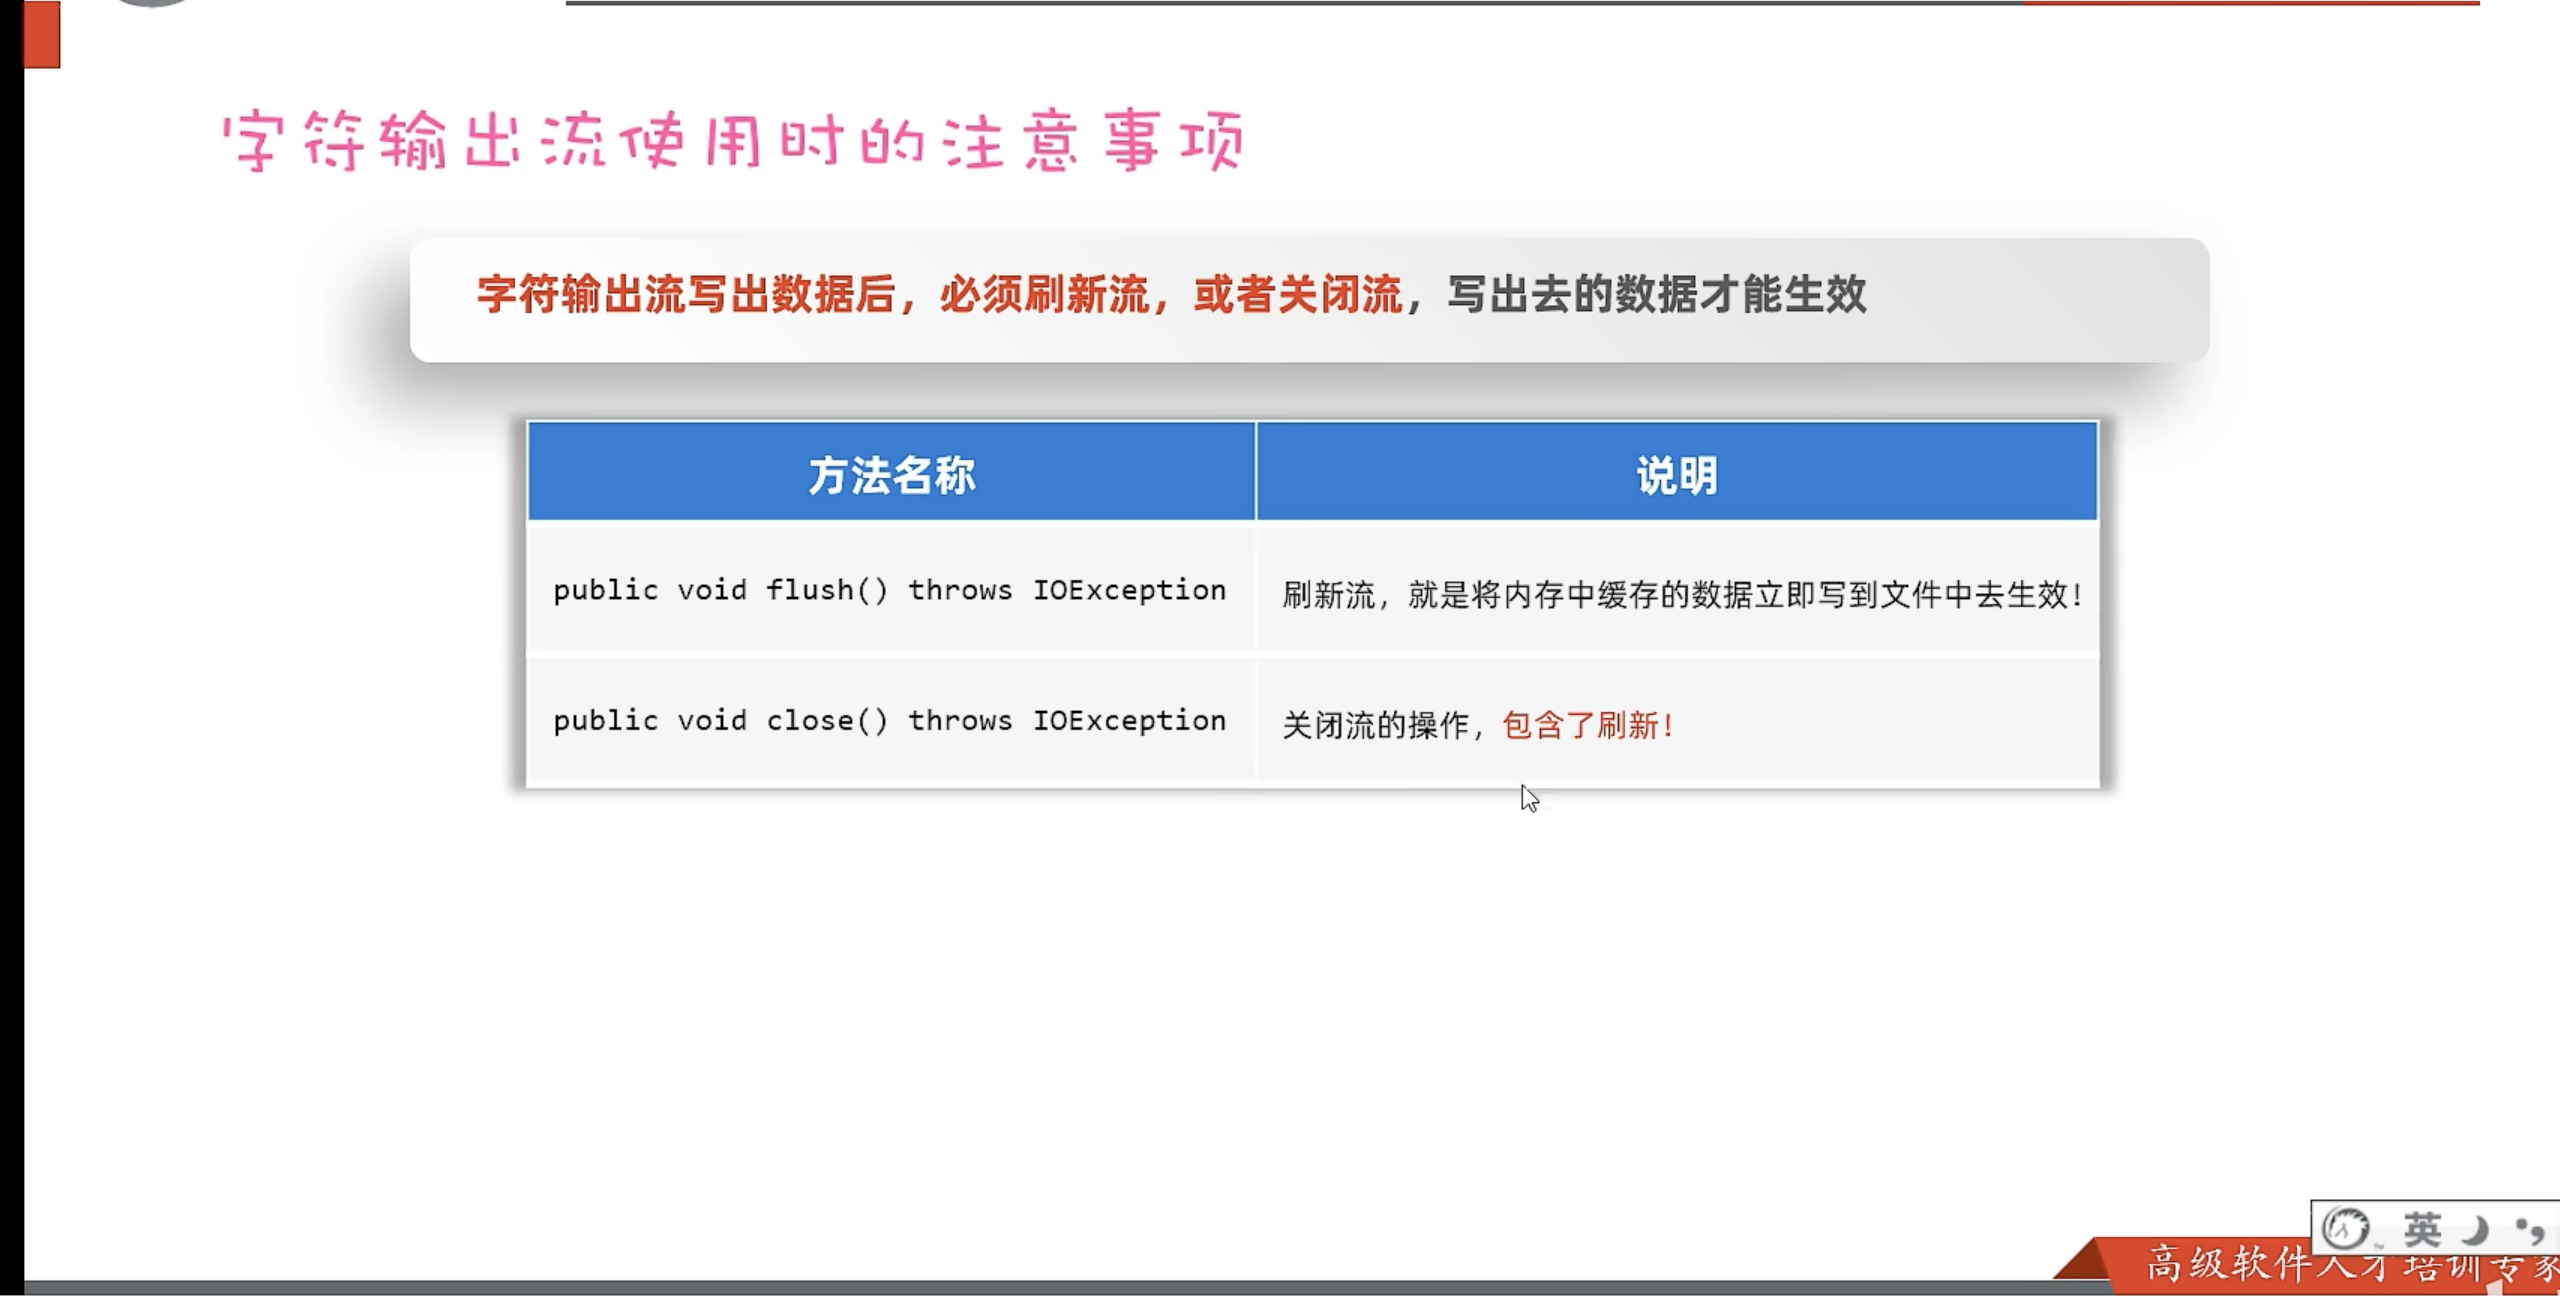 字符输出流使用时的注意事项
字符输出流写出数据后，必须刷新流，或者关闭流，写出去的数据才能生效
方法名称 说明
public void flush() throws IOException 刷新流，就是将内存中缓存的数据立即写到文件中去生效！
public void close() throws IOException 关闭流的操作，包含了刷新！
英
高级软件人才培训专家